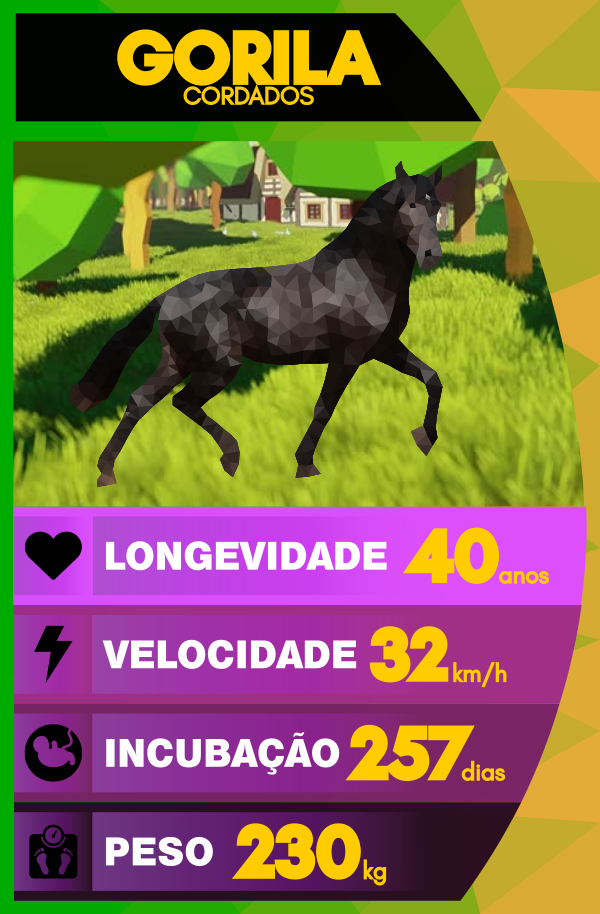 GORILA
CORDADOS
LONGEVIDADE 40 anos
VELOCIDADE 32 km/h
INCUBAÇÃO 257 dias
PESO 230 kg